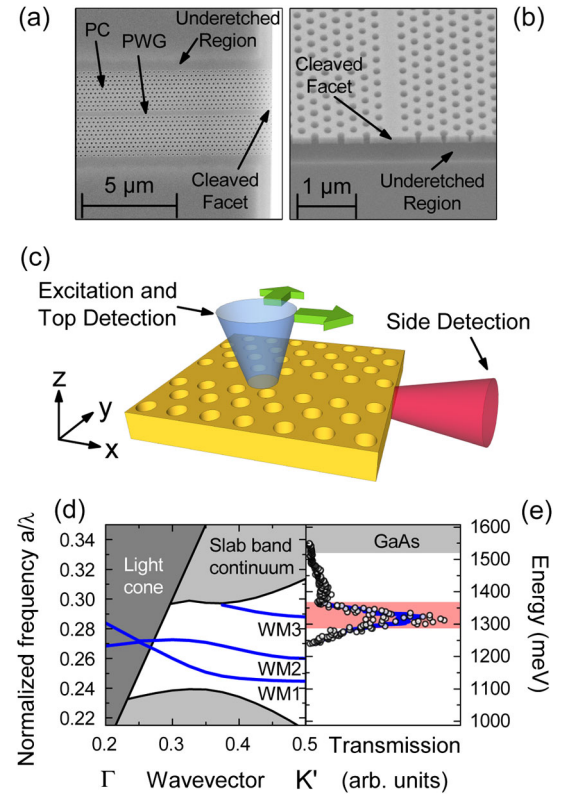 (a)
PC
PWG
Underetched
Region
5 µm
Cleaved
Facet
(b)
Cleaved
Facet
1 µm
Underetched
Region
(c)
Excitation and
Top Detection
Side Detection
z
y
x
(d)
Normalized frequency a/λ
0.34
0.32
0.30
0.28
0.26
0.24
0.22
Light
cone
Slab band
continuum
WM3
WM2
WM1
0.2
0.3
0.4
0.5
Γ
Wavevector
K'
(e)
GaAs
1600
1500
1400
1300
1200
1100
1000
Energy (meV)
Transmission
(arb. units)